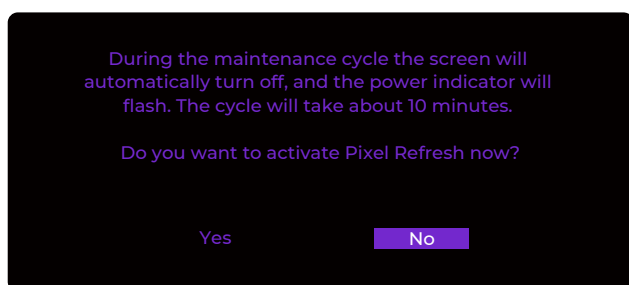 During the maintenance cycle the screen will
automatically turn off, and the power indicator will
flash. The cycle will take about 10 minutes.
Do you want to activate Pixel Refresh now?
Yes No